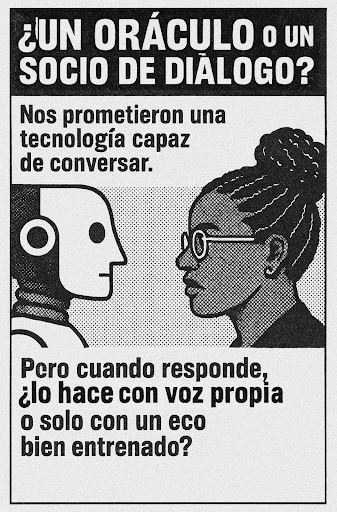 ¿UN ORÁCULO O UN
SOCIO DE DIÀLOGO?
Nos prometieron una
tecnología capaz
de conversar.
Pero cuando responde,
¿lo hace con voz propia
o solo con un eco
bien entrenado?